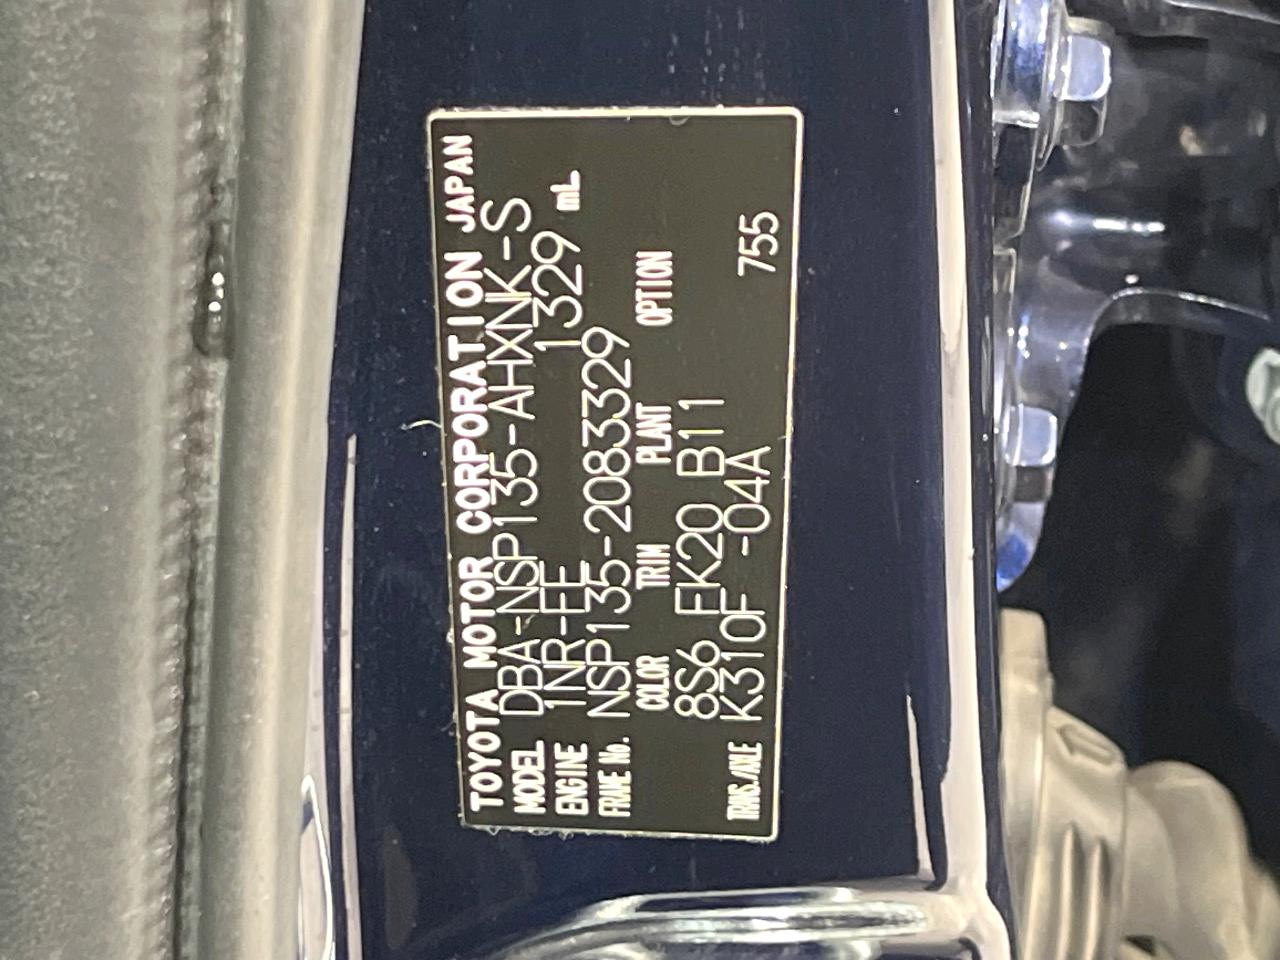 TOYOTA MOTOR CORPORATION JAPAN
MODEL DBA-NSP135-AHXNK-S
ENGINE 1NR-FE 1329 mL
FRAME No. NSP135-2083329
COLOR TRIM PLANT OPTION
8S6 FK20 B11
TRANS./AXLE K310F -04A 755